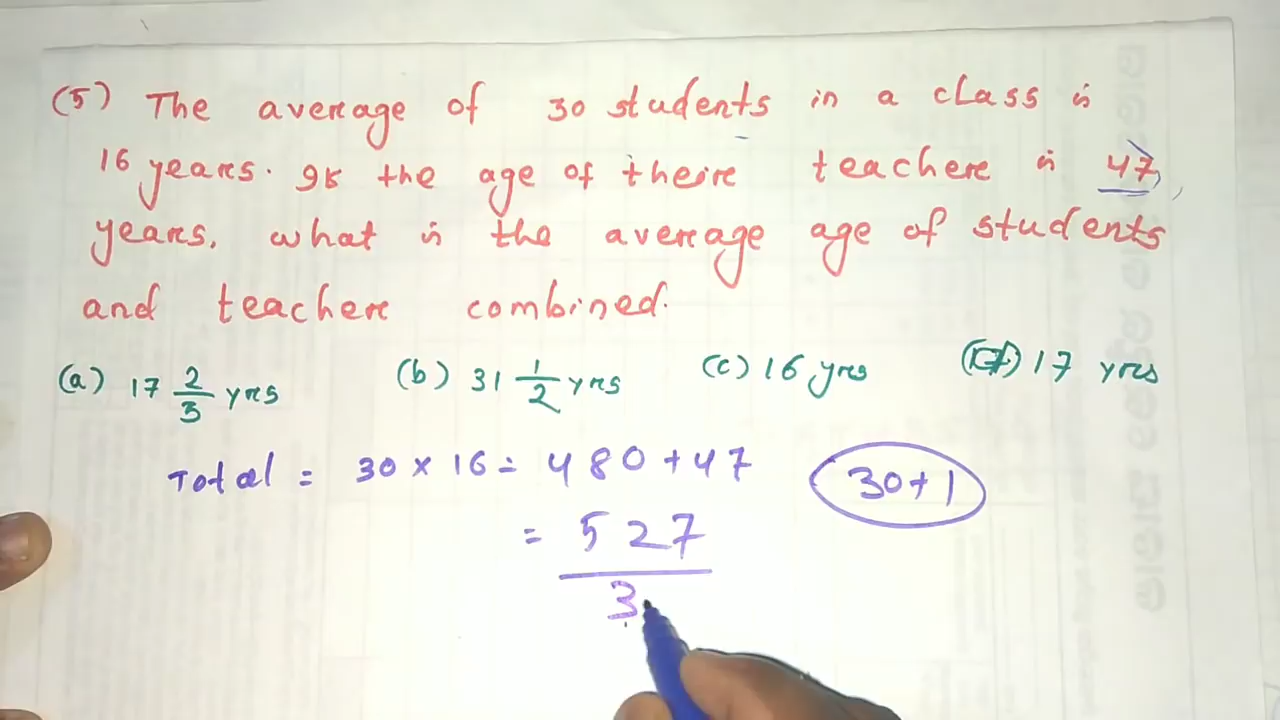 (5) The average of 30 students in a class is
16 years. If the age of their teacher is 47
years, what is the average age of students
and teacher combined.
(a) 17 2/3 yrs (b) 31 1/2 yrs (c) 16 yrs (d) 17 yrs
Total = 30 × 16 = 480 + 47 30+1
= 527
3